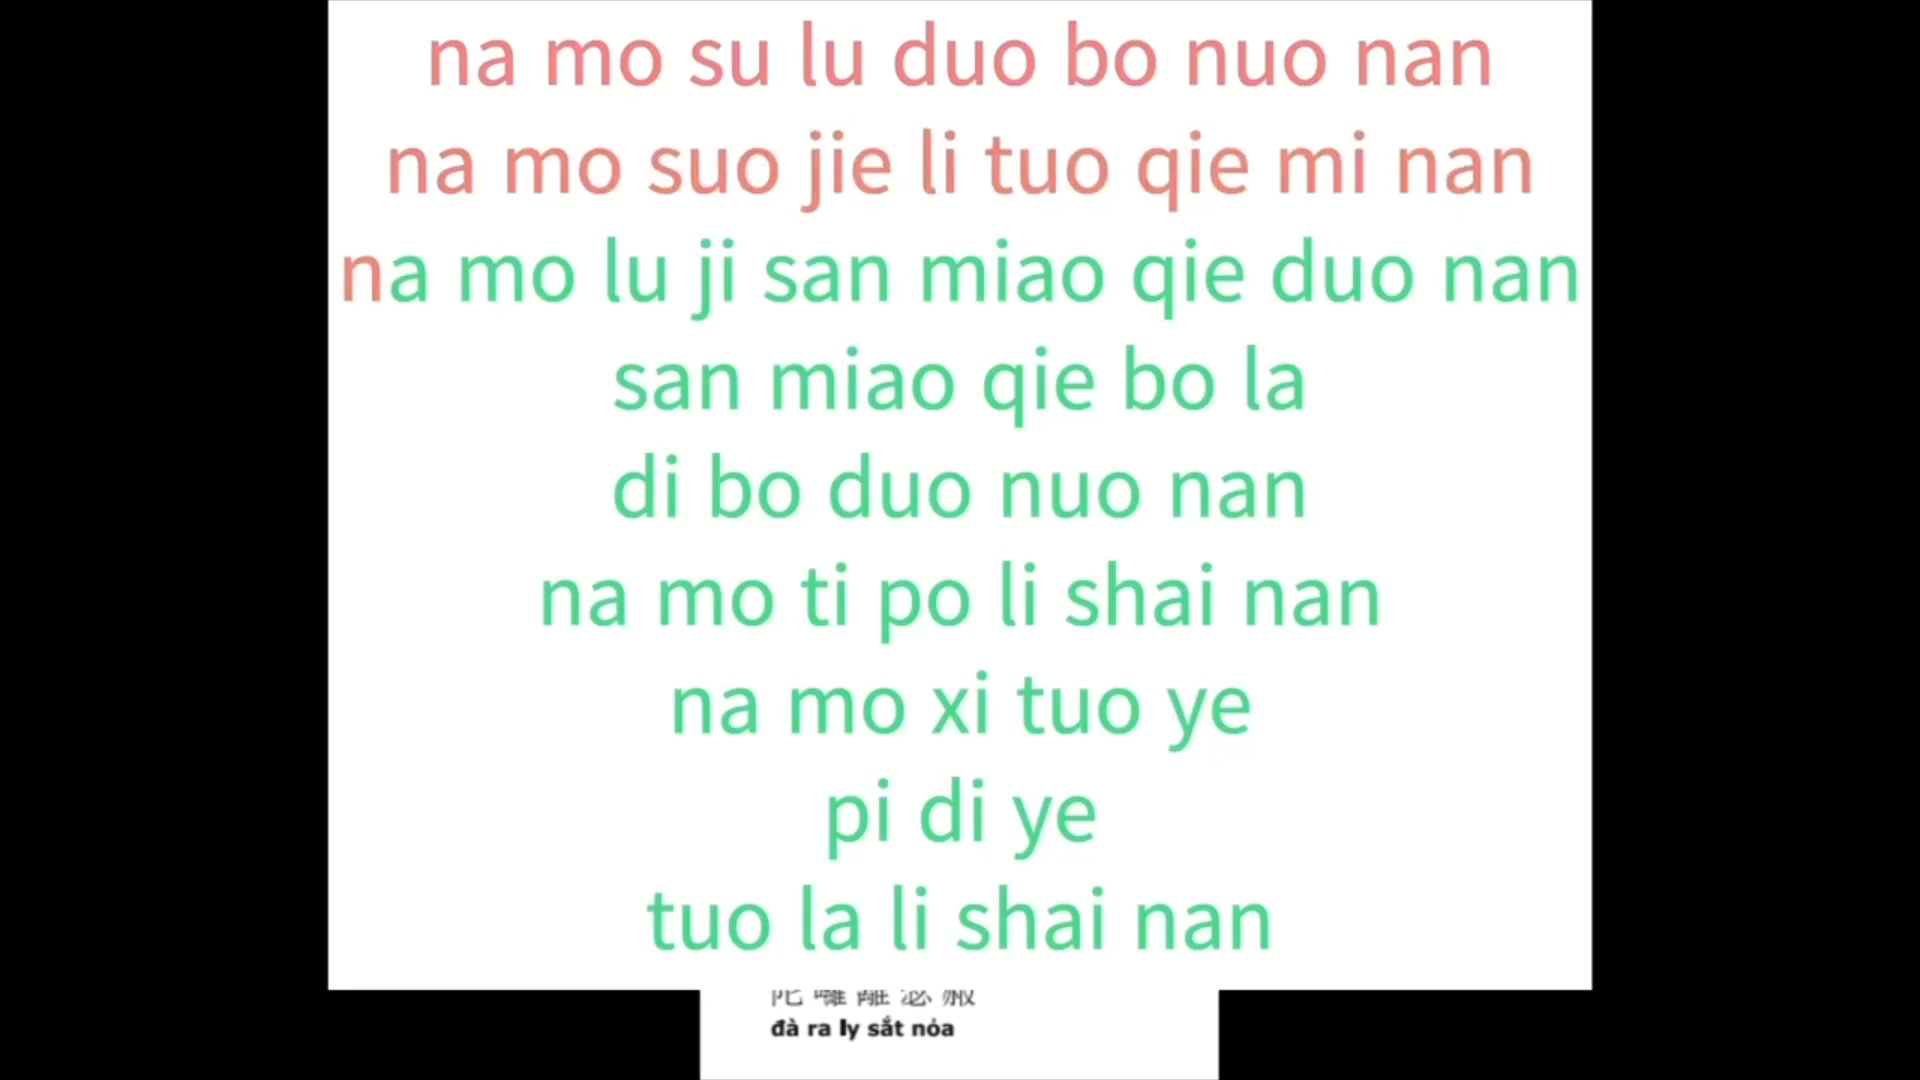 na mo su lu duo bo nuo nan
na mo suo jie li tuo qie mi nan
na mo lu ji san miao qie duo nan
san miao qie bo la
di bo duo nuo nan
na mo ti po li shai nan
na mo xi tuo ye
pi di ye
tuo la li shai nan
đà ra ly sắt nỏa